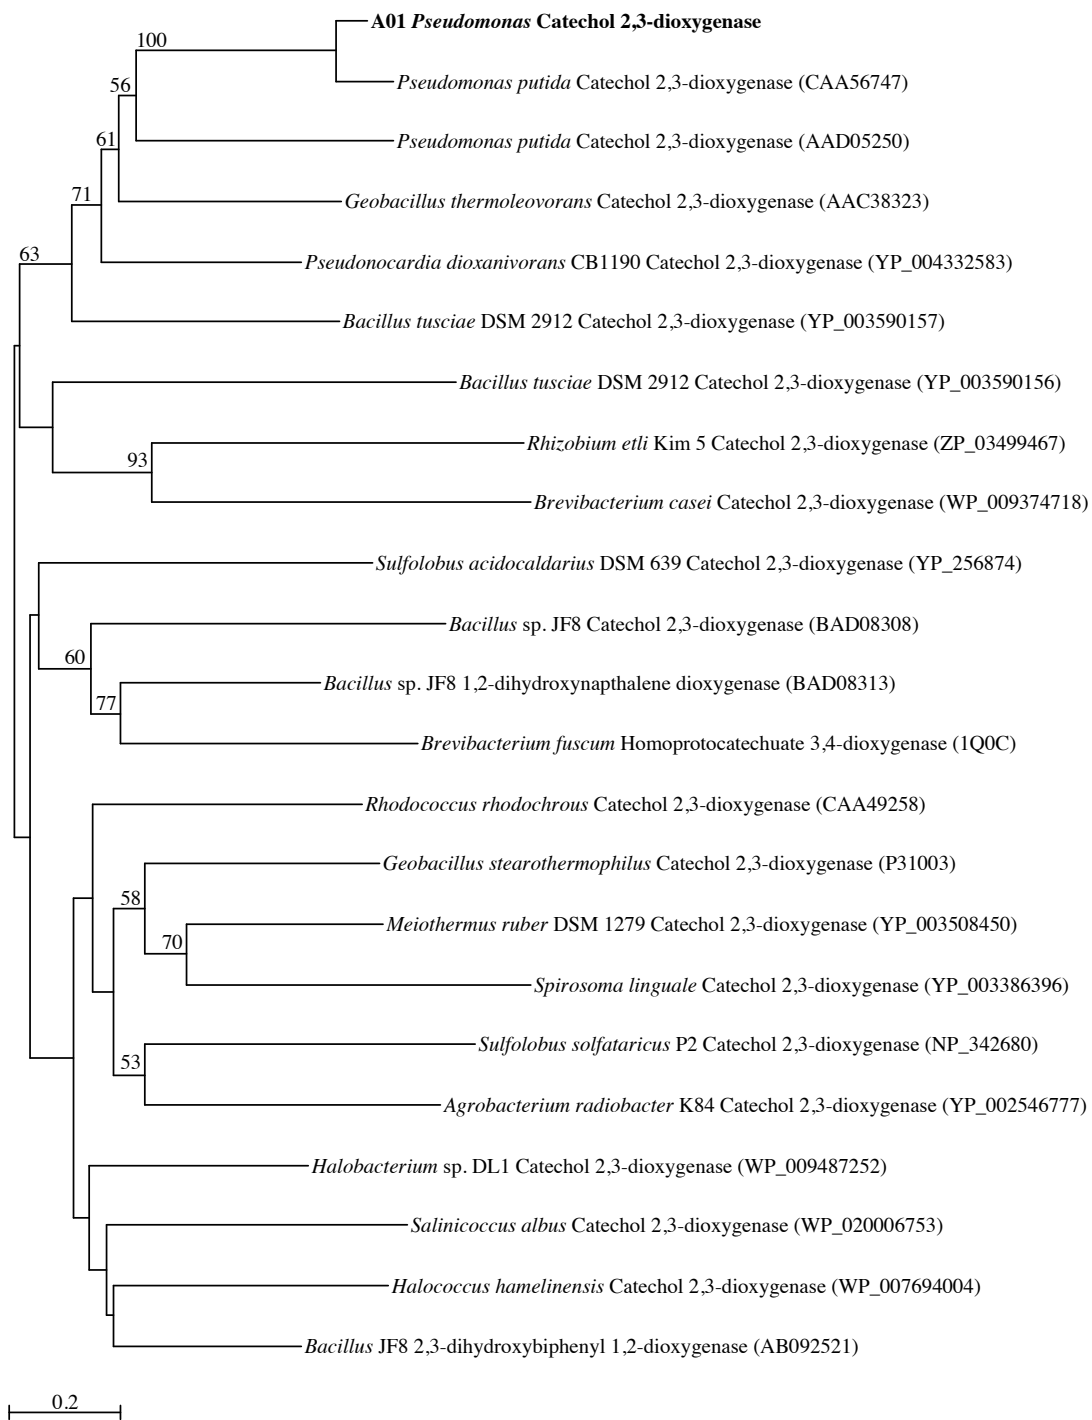 A01 Pseudomonas Catechol 2,3-dioxygenase
100
Pseudomonas putida Catechol 2,3-dioxygenase (CAA56747)
56
Pseudomonas putida Catechol 2,3-dioxygenase (AAD05250)
61
Geobacillus thermoleovorans Catechol 2,3-dioxygenase (AAC38323)
71
Pseudonocardia dioxanivorans CB1190 Catechol 2,3-dioxygenase (YP_004332583)
63
Bacillus tusciae DSM 2912 Catechol 2,3-dioxygenase (YP_003590157)
Bacillus tusciae DSM 2912 Catechol 2,3-dioxygenase (YP_003590156)
Rhizobium etli Kim 5 Catechol 2,3-dioxygenase (ZP_03499467)
93
Brevibacterium casei Catechol 2,3-dioxygenase (WP_009374718)
Sulfolobus acidocaldarius DSM 639 Catechol 2,3-dioxygenase (YP_256874)
Bacillus sp. JF8 Catechol 2,3-dioxygenase (BAD08308)
60
Bacillus sp. JF8 1,2-dihydroxynapthalene dioxygenase (BAD08313)
77
Brevibacterium fuscum Homoprotocatechuate 3,4-dioxygenase (1Q0C)
Rhodococcus rhodochrous Catechol 2,3-dioxygenase (CAA49258)
Geobacillus stearothermophilus Catechol 2,3-dioxygenase (P31003)
58
Meiothermus ruber DSM 1279 Catechol 2,3-dioxygenase (YP_003508450)
70
Spirosoma linguale Catechol 2,3-dioxygenase (YP_003386396)
Sulfolobus solfataricus P2 Catechol 2,3-dioxygenase (NP_342680)
53
Agrobacterium radiobacter K84 Catechol 2,3-dioxygenase (YP_002546777)
Halobacterium sp. DL1 Catechol 2,3-dioxygenase (WP_009487252)
Salinicoccus albus Catechol 2,3-dioxygenase (WP_020006753)
Halococcus hamelinensis Catechol 2,3-dioxygenase (WP_007694004)
Bacillus JF8 2,3-dihydroxybiphenyl 1,2-dioxygenase (AB092521)
0.2